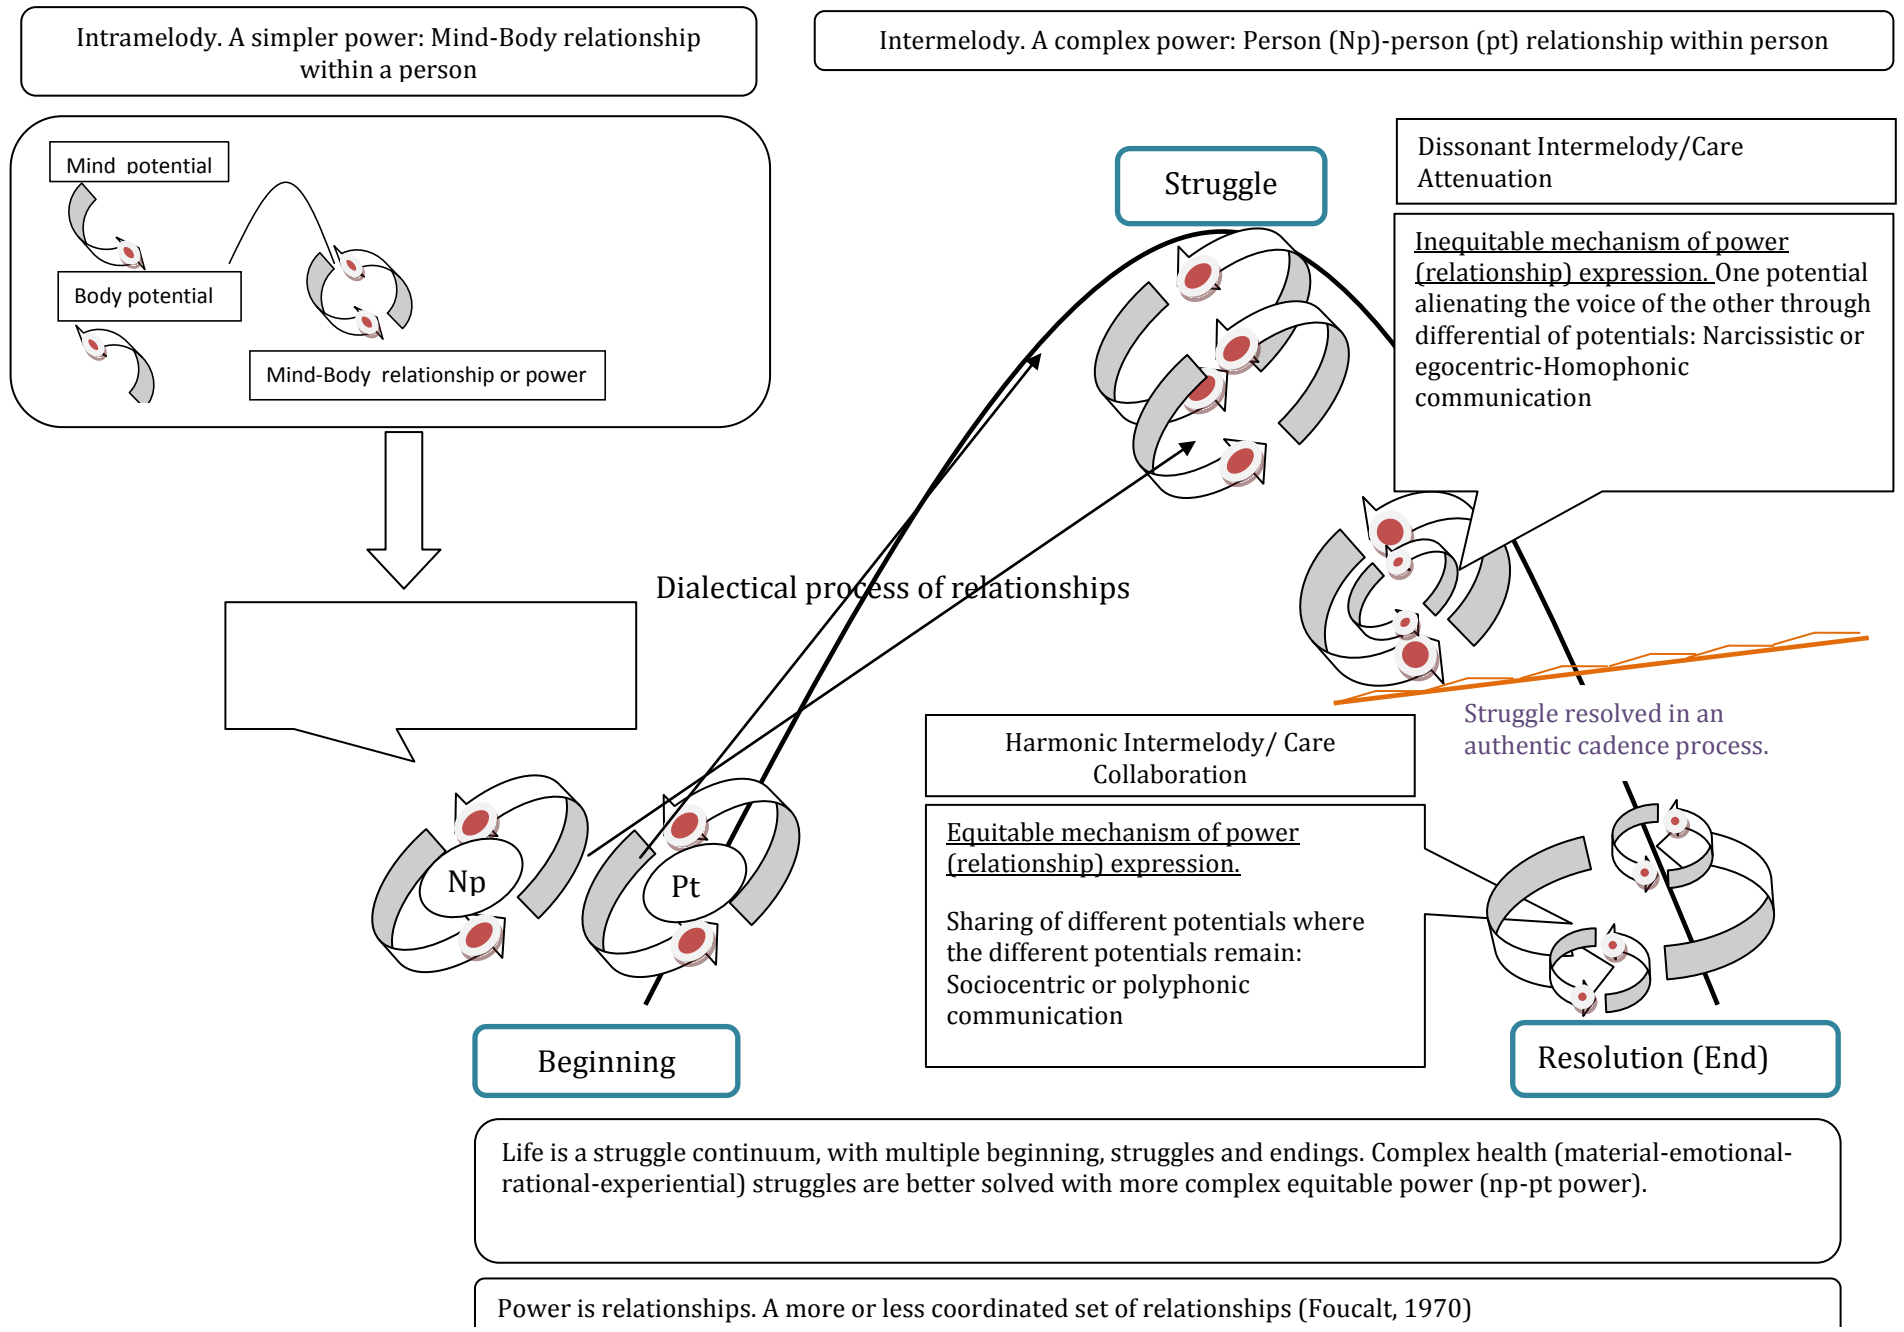 Intramelody. A simpler power: Mind-Body relationship
within a person
Intermelody. A complex power: Person (Np)-person (pt) relationship within person
Mind potential
Body potential
Mind-Body relationship or power
Struggle
Dissonant Intermelody/Care
Attenuation
Inequitable mechanism of power
(relationship) expression. One potential
alienating the voice of the other through
differential of potentials: Narcissistic or
egocentric-Homophonic
communication
Dialectical process of relationships
Struggle resolved in an
authentic cadence process.
Harmonic Intermelody/ Care
Collaboration
Equitable mechanism of power
(relationship) expression.
Sharing of different potentials where
the different potentials remain:
Sociocentric or polyphonic
communication
Np
Pt
Beginning
Resolution (End)
Life is a struggle continuum, with multiple beginning, struggles and endings. Complex health (material-emotional-
rational-experiential) struggles are better solved with more complex equitable power (np-pt power).
Power is relationships. A more or less coordinated set of relationships (Foucalt, 1970)